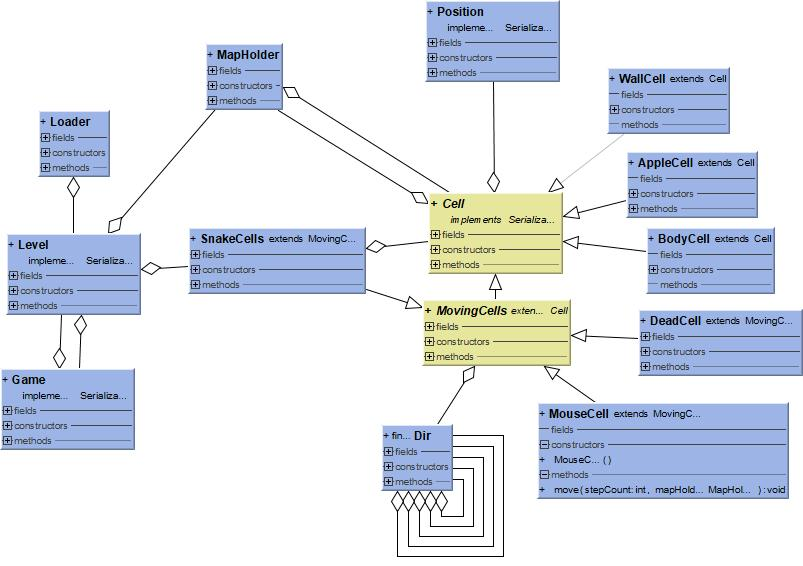 + Position
impleme... Serializa...
fields
constructors
methods
+ MapHolder
fields
constructors
methods
+ WallCell extends Cell
fields
constructors
methods
+ Loader
fields
constructors
methods
+ AppleCell extends Cell
fields
constructors
methods
+ Cell
implements Serializa...
fields
constructors
methods
+ Level
impleme... Serializa...
fields
constructors
methods
+ SnakeCells extends MovingC...
fields
constructors
methods
+ BodyCell extends Cell
fields
constructors
methods
+ MovingCells exten... Cell
fields
constructors
methods
+ DeadCell extends MovingC...
fields
constructors
methods
+ Game
impleme... Serializa...
fields
constructors
methods
+ fin... Dir
fields
constructors
methods
+ MouseCell extends MovingC...
fields
constructors
+ MouseC... ()
methods
+ move( stepCount: int, mapHold... MapHol... ) : void